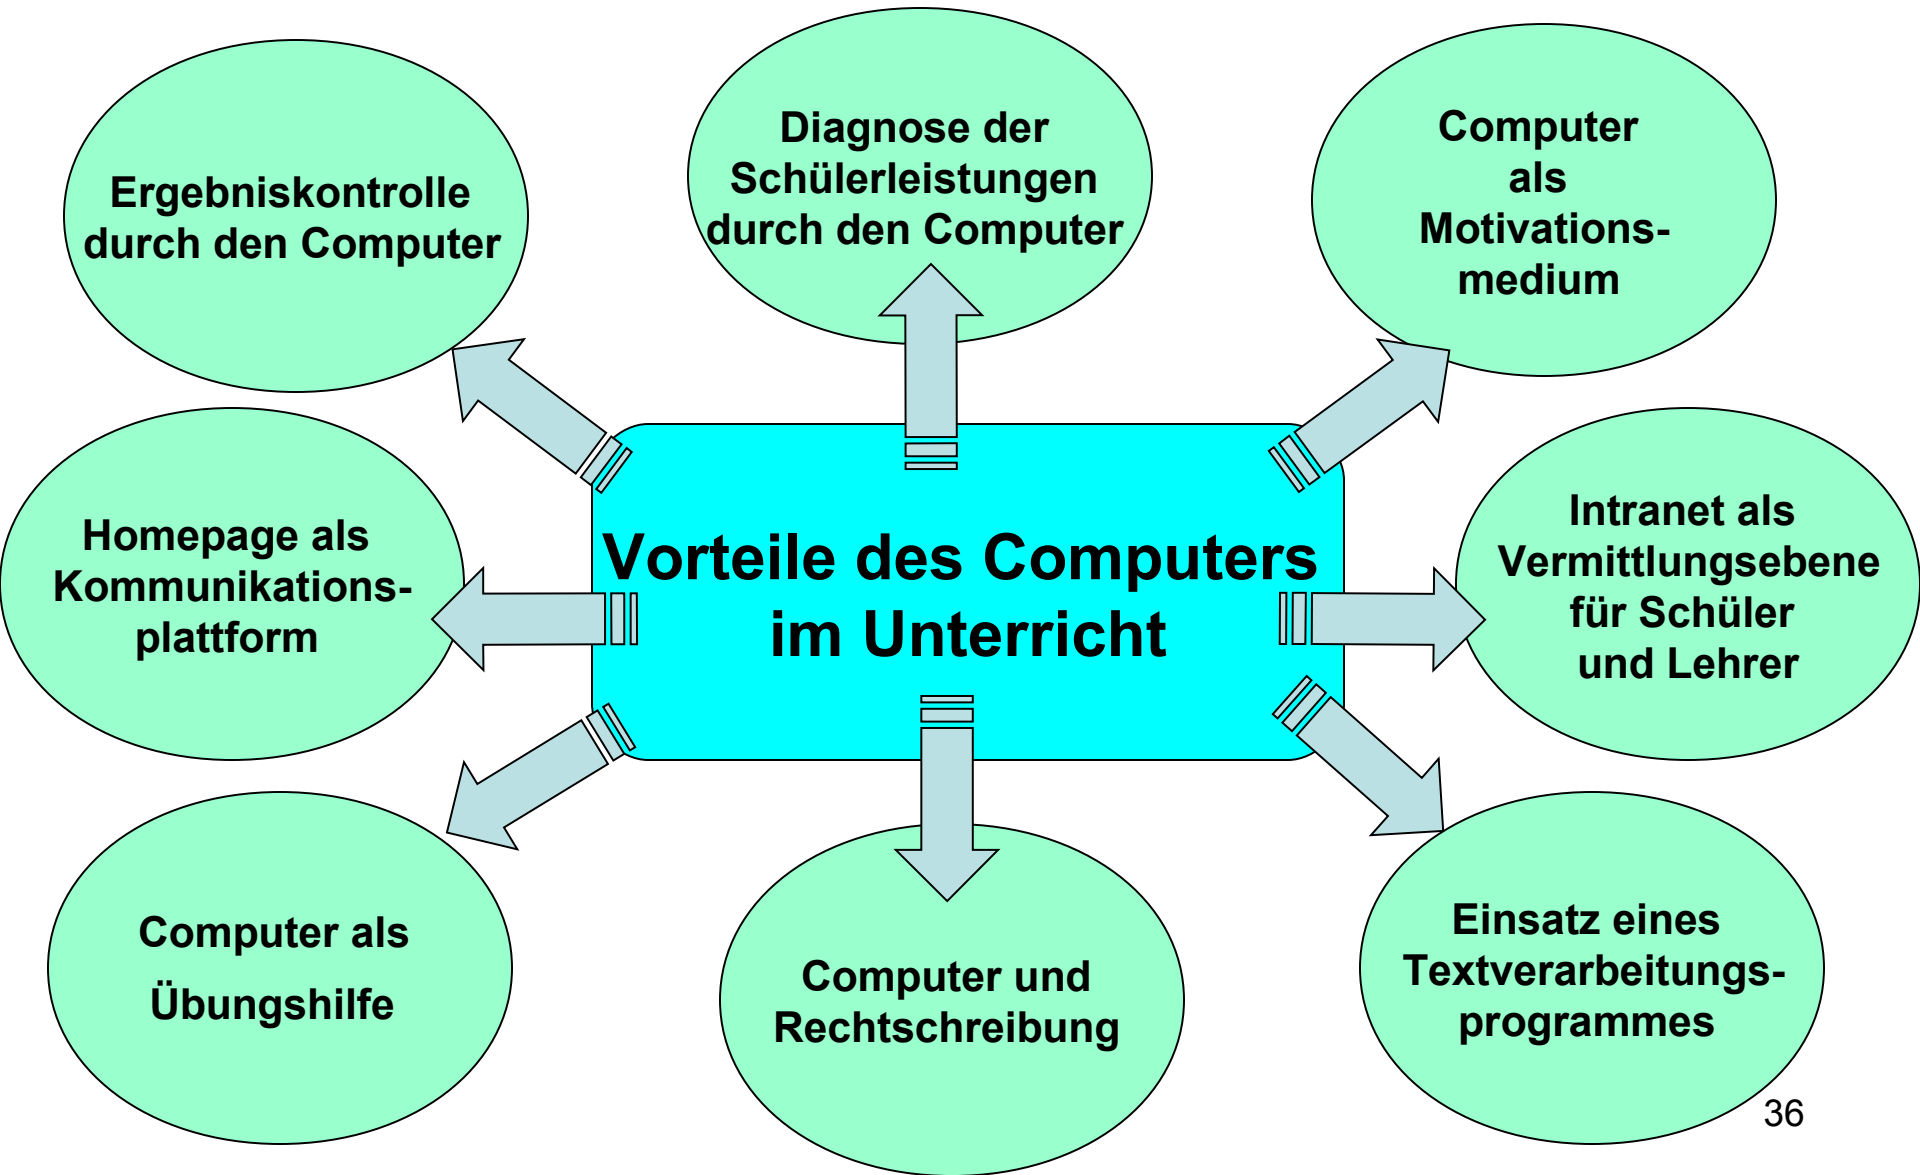 Ergebniskontrolle
durch den Computer
Diagnose der
Schülerleistungen
durch den Computer
Computer
als
Motivations-
medium
Homepage als
Kommunikations-
plattform
Vorteile des Computers
im Unterricht
Intranet als
Vermittlungsebene
für Schüler
und Lehrer
Computer als
Übungshilfe
Computer und
Rechtschreibung
Einsatz eines
Textverarbeitungs-
programmes
36